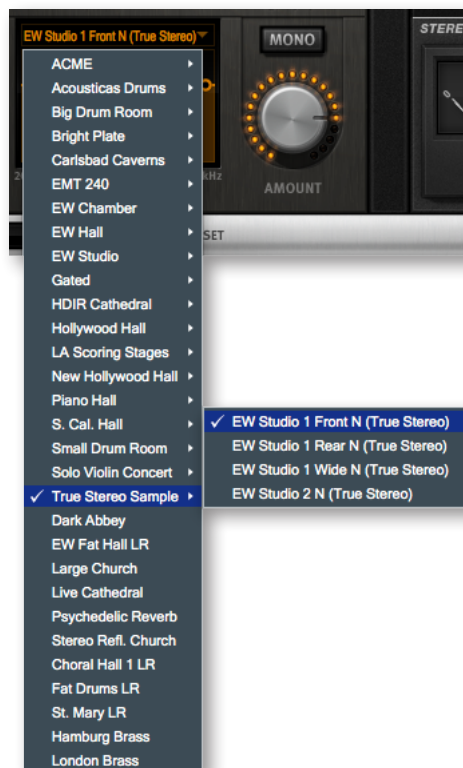 EW Studio 1 Front N (True Stereo)
MONO
STERE
ACME
Acousticas Drums
Big Drum Room
Bright Plate
Carlsbad Caverns
EMT 240
EW Chamber
EW Hall
EW Studio
Gated
HDIR Cathedral
Hollywood Hall
LA Scoring Stages
New Hollywood Hall
Piano Hall
S. Cal. Hall
Small Drum Room
Solo Violin Concert
True Stereo Sample
Dark Abbey
EW Fat Hall LR
Large Church
Live Cathedral
Psychedelic Reverb
Stereo Refl. Church
Choral Hall 1 LR
Fat Drums LR
St. Mary LR
Hamburg Brass
London Brass
kHz
AMOUNT
SET
EW Studio 1 Front N (True Stereo)
EW Studio 1 Rear N (True Stereo)
EW Studio 1 Wide N (True Stereo)
EW Studio 2 N (True Stereo)